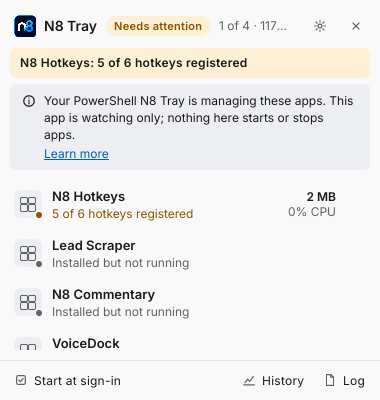 n8
N8 Tray
Needs attention
1 of 4 · 117...
N8 Hotkeys: 5 of 6 hotkeys registered
Your PowerShell N8 Tray is managing these apps. This
app is watching only; nothing here starts or stops
apps.
Learn more
N8 Hotkeys
2 MB
5 of 6 hotkeys registered
0% CPU
Lead Scraper
Installed but not running
N8 Commentary
Installed but not running
VoiceDock
Start at sign-in
History
Log